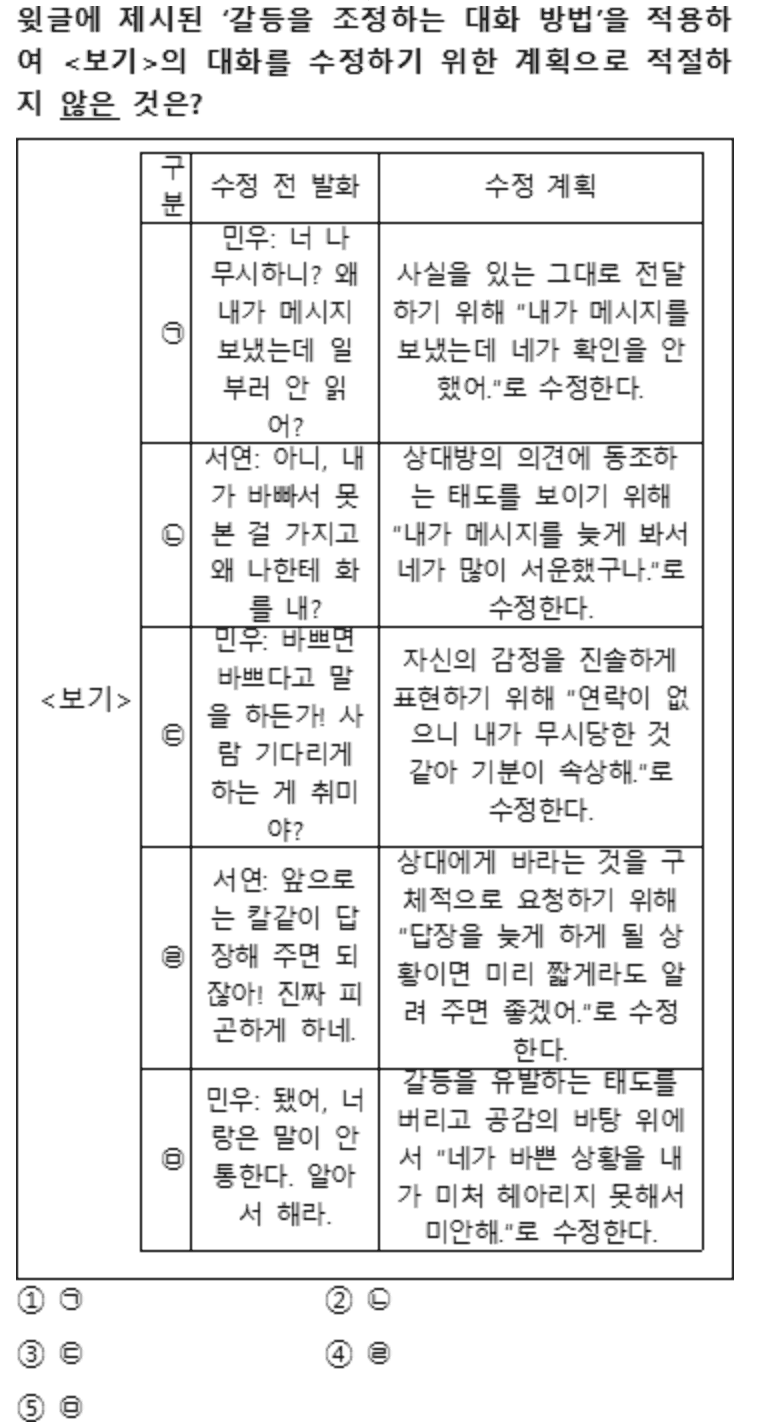 윗글에 제시된 ‘갈등을 조정하는 대화 방법’을 적용하
여 <보기>의 대화를 수정하기 위한 계획으로 적절하
지 않은 것은?
<보기>
구
분
수정 전 발화
수정 계획
㉠
민우: 너 나
무시하니? 왜
내가 메시지
보냈는데 일
부러 안 읽
어?
사실을 있는 그대로 전달
하기 위해 "내가 메시지를
보냈는데 네가 확인을 안
했어."로 수정한다.
㉡
서연: 아니, 내
가 바빠서 못
본 걸 가지고
왜 나한테 화
를 내?
상대방의 의견에 동조하
는 태도를 보이기 위해
"내가 메시지를 늦게 봐서
네가 많이 서운했구나."로
수정한다.
㉢
민우: 바쁘면
바쁘다고 말
을 하든가! 사
람 기다리게
하는 게 취미
야?
자신의 감정을 진솔하게
표현하기 위해 "연락이 없
으니 내가 무시당한 것
같아 기분이 속상해."로
수정한다.
㉣
서연: 앞으로
는 칼같이 답
장해 주면 되
잖아! 진짜 피
곤하게 하네.
상대에게 바라는 것을 구
체적으로 요청하기 위해
"답장을 늦게 하게 될 상
황이면 미리 짧게라도 알
려 주면 좋겠어."로 수정
한다.
㉤
민우: 됐어, 너
랑은 말이 안
통한다. 알아
서 해라.
갈등을 유발하는 태도를
버리고 공감의 바탕 위에
서 "네가 바쁜 상황을 내
가 미처 헤아리지 못해서
미안해."로 수정한다.
① ㉠ ② ㉡
③ ㉢ ④ ㉣
⑤ ㉤